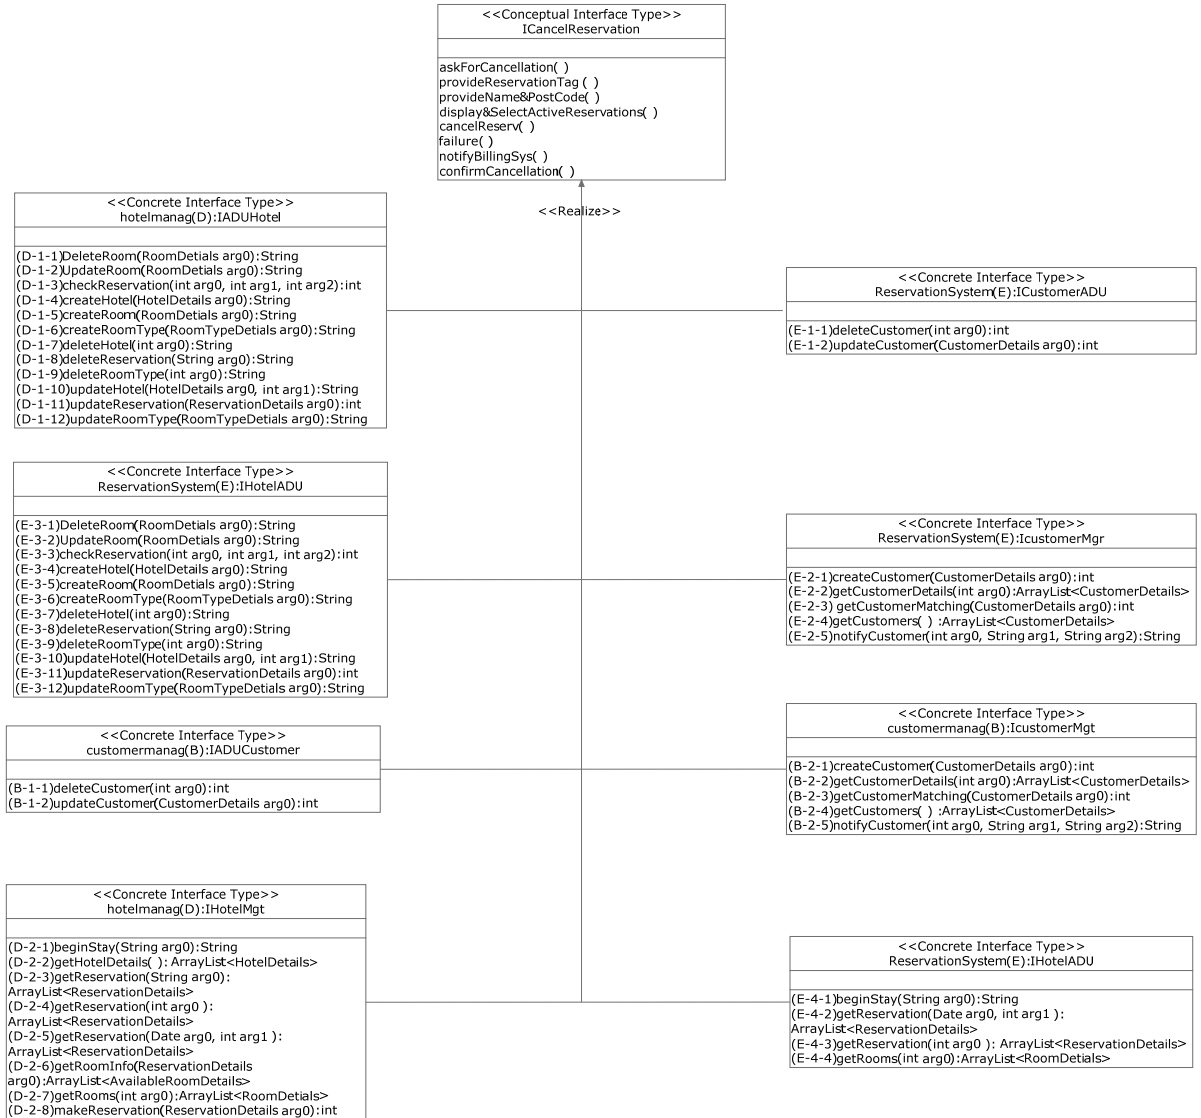 <<Conceptual Interface Type>>
ICancelReservation
askForCancellation( )
provideReservationTag ( )
provideName&PostCode( )
display&SelectActiveReservations( )
cancelReserv( )
failure( )
notifyBillingSys( )
confirmCancellation( )
<<Realize>>
<<Concrete Interface Type>>
hotelmanag(D):IADUHotel
(D-1-1)DeleteRoom(RoomDetials arg0):String
(D-1-2)UpdateRoom(RoomDetials arg0):String
(D-1-3)checkReservation(int arg0, int arg1, int arg2):int
(D-1-4)createHotel(HotelDetails arg0):String
(D-1-5)createRoom(RoomDetials arg0):String
(D-1-6)createRoomType(RoomTypeDetials arg0):String
(D-1-7)deleteHotel(int arg0):String
(D-1-8)deleteReservation(String arg0):String
(D-1-9)deleteRoomType(int arg0):String
(D-1-10)updateHotel(HotelDetails arg0, int arg1):String
(D-1-11)updateReservation(ReservationDetails arg0):int
(D-1-12)updateRoomType(RoomTypeDetials arg0):String
<<Concrete Interface Type>>
ReservationSystem(E):ICustomerADU
(E-1-1)deleteCustomer(int arg0):int
(E-1-2)updateCustomer(CustomerDetails arg0):int
<<Concrete Interface Type>>
ReservationSystem(E):IHotelADU
(E-3-1)DeleteRoom(RoomDetials arg0):String
(E-3-2)UpdateRoom(RoomDetials arg0):String
(E-3-3)checkReservation(int arg0, int arg1, int arg2):int
(E-3-4)createHotel(HotelDetails arg0):String
(E-3-5)createRoom(RoomDetials arg0):String
(E-3-6)createRoomType(RoomTypeDetials arg0):String
(E-3-7)deleteHotel(int arg0):String
(E-3-8)deleteReservation(String arg0):String
(E-3-9)deleteRoomType(int arg0):String
(E-3-10)updateHotel(HotelDetails arg0, int arg1):String
(E-3-11)updateReservation(ReservationDetails arg0):int
(E-3-12)updateRoomType(RoomTypeDetials arg0):String
<<Concrete Interface Type>>
ReservationSystem(E):IcustomerMgr
(E-2-1)createCustomer(CustomerDetails arg0):int
(E-2-2)getCustomerDetails(int arg0):ArrayList<CustomerDetails>
(E-2-3) getCustomerMatching(CustomerDetails arg0):int
(E-2-4)getCustomers( ) :ArrayList<CustomerDetails>
(E-2-5)notifyCustomer(int arg0, String arg1, String arg2):String
<<Concrete Interface Type>>
customermanag(B):IADUCustomer
(B-1-1)deleteCustomer(int arg0):int
(B-1-2)updateCustomer(CustomerDetails arg0):int
<<Concrete Interface Type>>
customermanag(B):IcustomerMgt
(B-2-1)createCustomer(CustomerDetails arg0):int
(B-2-2)getCustomerDetails(int arg0):ArrayList<CustomerDetails>
(B-2-3)getCustomerMatching(CustomerDetails arg0):int
(B-2-4)getCustomers( ) :ArrayList<CustomerDetails>
(B-2-5)notifyCustomer(int arg0, String arg1, String arg2):String
<<Concrete Interface Type>>
hotelmanag(D):IHotelMgt
(D-2-1)beginStay(String arg0):String
(D-2-2)getHotelDetails( ): ArrayList<HotelDetails>
(D-2-3)getReservation(String arg0):
ArrayList<ReservationDetails>
(D-2-4)getReservation(int arg0 ):
ArrayList<ReservationDetails>
(D-2-5)getReservation(Date arg0, int arg1 ):
ArrayList<ReservationDetails>
(D-2-6)getRoomInfo(ReservationDetails
arg0):ArrayList<AvailableRoomDetails>
(D-2-7)getRooms(int arg0):ArrayList<RoomDetials>
(D-2-8)makeReservation(ReservationDetails arg0):int
<<Concrete Interface Type>>
ReservationSystem(E):IHotelADU
(E-4-1)beginStay(String arg0):String
(E-4-2)getReservation(Date arg0, int arg1 ):
ArrayList<ReservationDetails>
(E-4-3)getReservation(int arg0 ): ArrayList<ReservationDetails>
(E-4-4)getRooms(int arg0):ArrayList<RoomDetials>